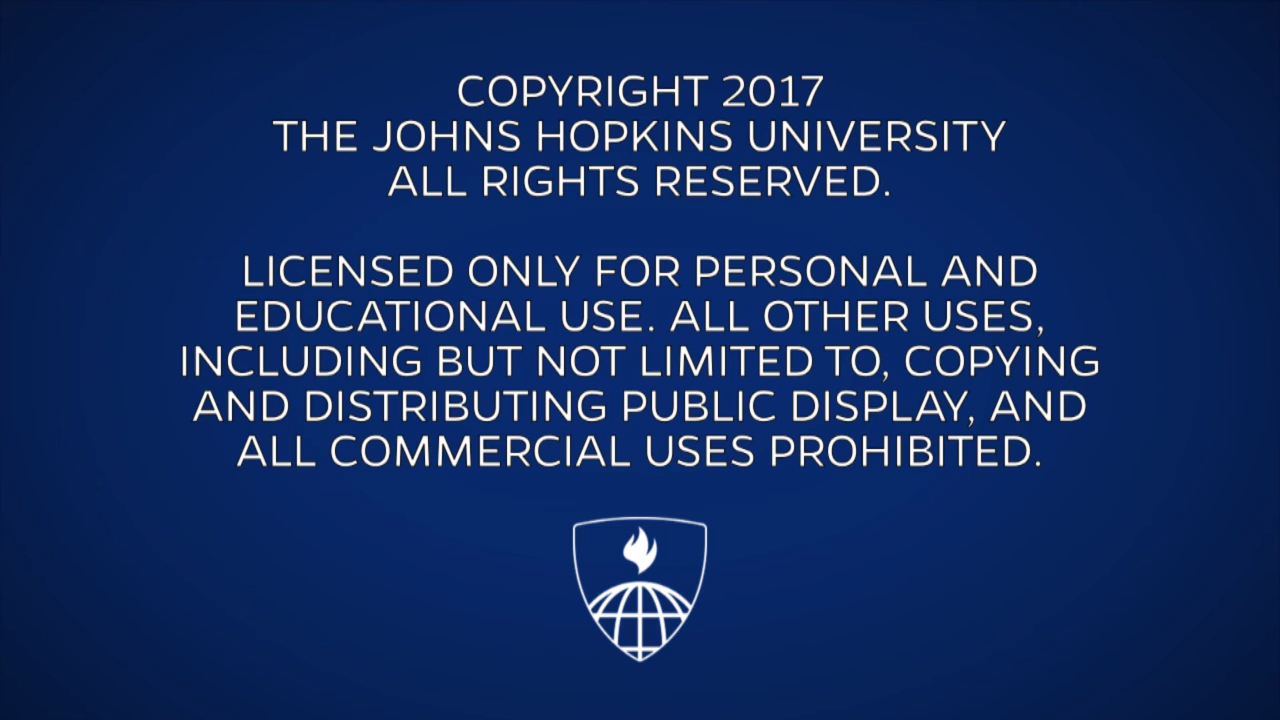 COPYRIGHT 2017
THE JOHNS HOPKINS UNIVERSITY
ALL RIGHTS RESERVED.
LICENSED ONLY FOR PERSONAL AND
EDUCATIONAL USE. ALL OTHER USES,
INCLUDING BUT NOT LIMITED TO, COPYING
AND DISTRIBUTING PUBLIC DISPLAY, AND
ALL COMMERCIAL USES PROHIBITED.